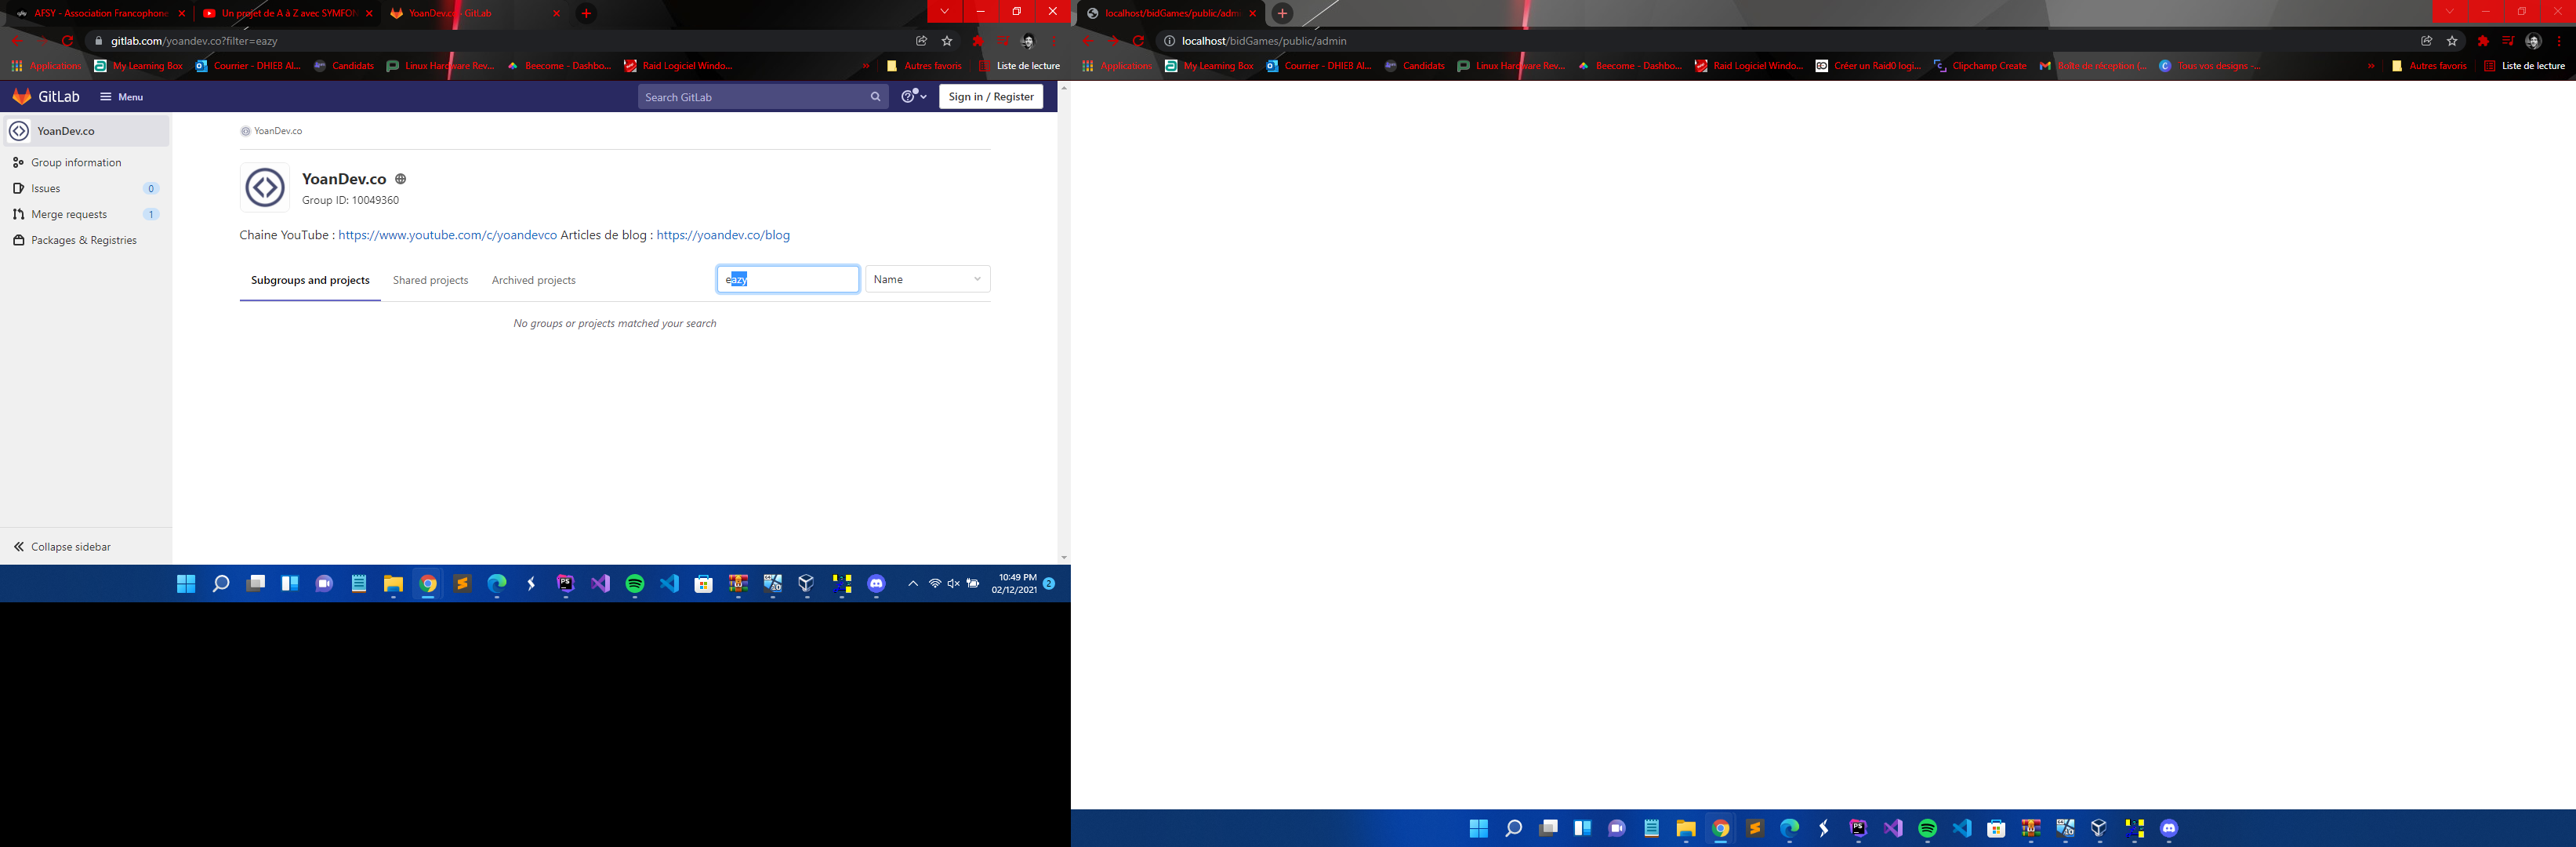 AFSY - Association Francophone
Un projet de A à Z avec SYMFON
YoanDev.co · GitLab
gitlab.com/yoandev.co?filter=eazy
Applications
My Learning Box
Courrier - DHIEB Al...
Candidats
Linux Hardware Rev...
Beecome - Dashbo...
Raid Logiciel Windo...
»
Autres favoris
Liste de lecture
GitLab
Menu
Search GitLab
Sign in / Register
YoanDev.co
Group information
Issues
0
Merge requests
1
Packages & Registries
Collapse sidebar
YoanDev.co
YoanDev.co
Group ID: 10049360
Chaine YouTube : https://www.youtube.com/c/yoandevco Articles de blog : https://yoandev.co/blog
Subgroups and projects
Shared projects
Archived projects
eazy
Name
No groups or projects matched your search
10:49 PM
02/12/2021
2
localhost/bidGames/public/admi
localhost/bidGames/public/admin
Applications
My Learning Box
Courrier - DHIEB Al...
Candidats
Linux Hardware Rev...
Beecome - Dashbo...
Raid Logiciel Windo...
Créer un Raid0 logi...
Clipchamp Create
Boîte de réception (...
Tous vos designs -...
»
Autres favoris
Liste de lecture